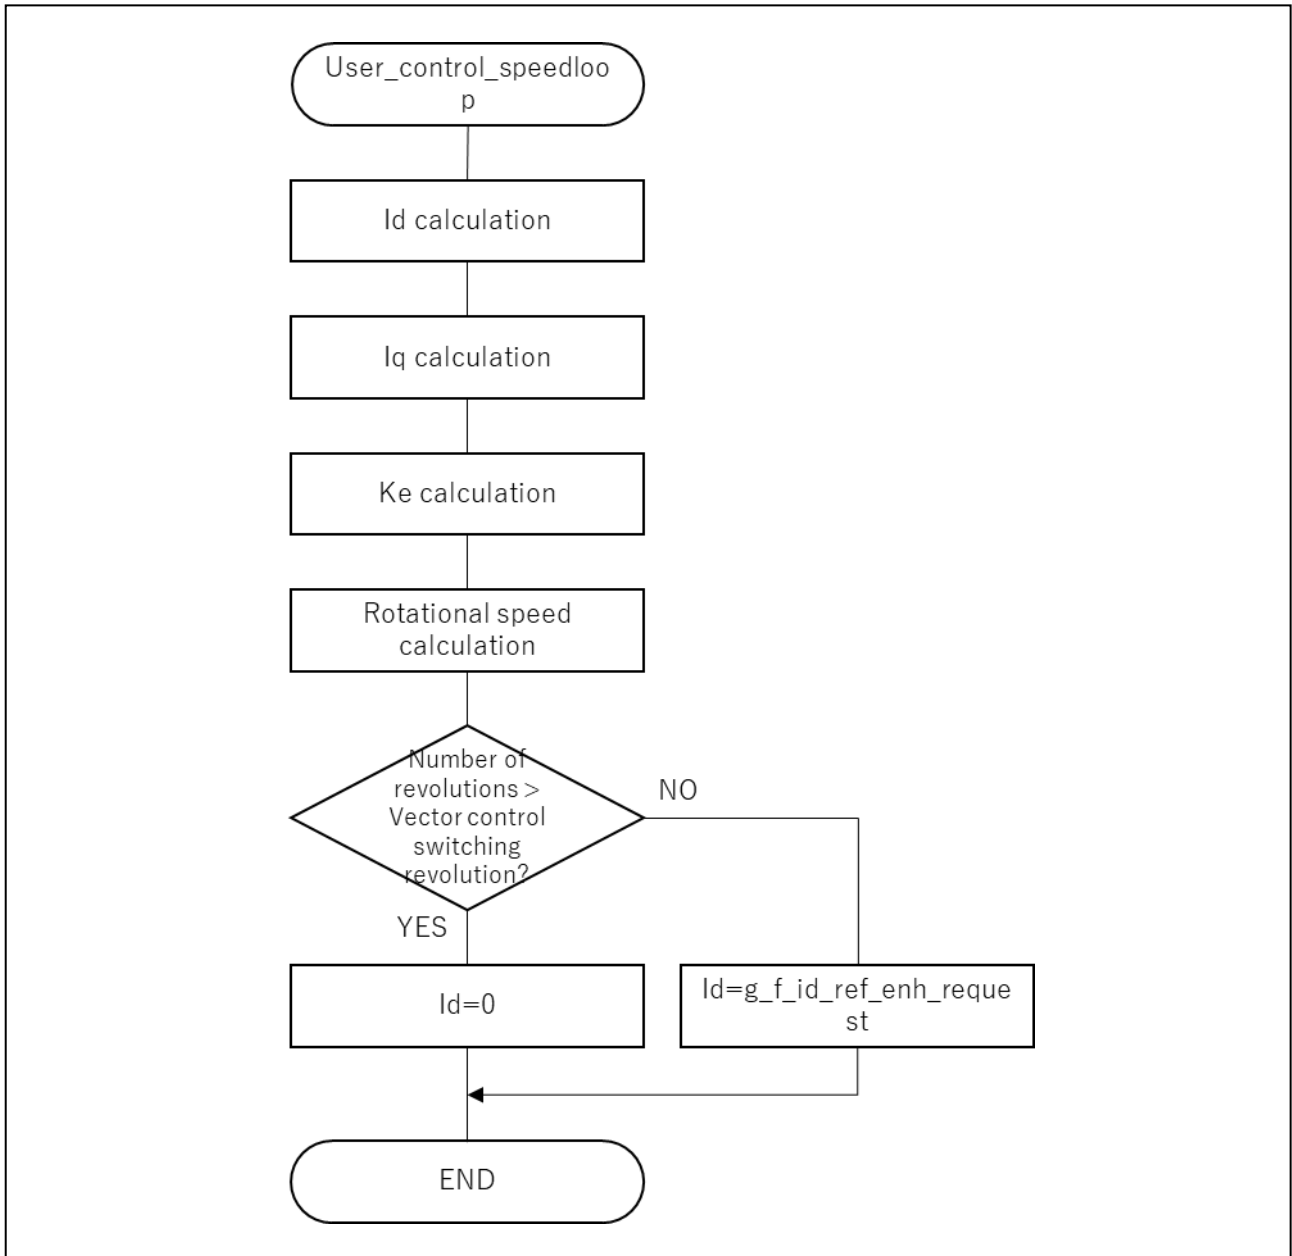 User_control_speedloo
p
Id calculation
Iq calculation
Ke calculation
Rotational speed
calculation
Number of
revolutions >
Vector control
switching
revolution?
NO
YES
Id=0
Id=g_f_id_ref_enh_reque
st
END